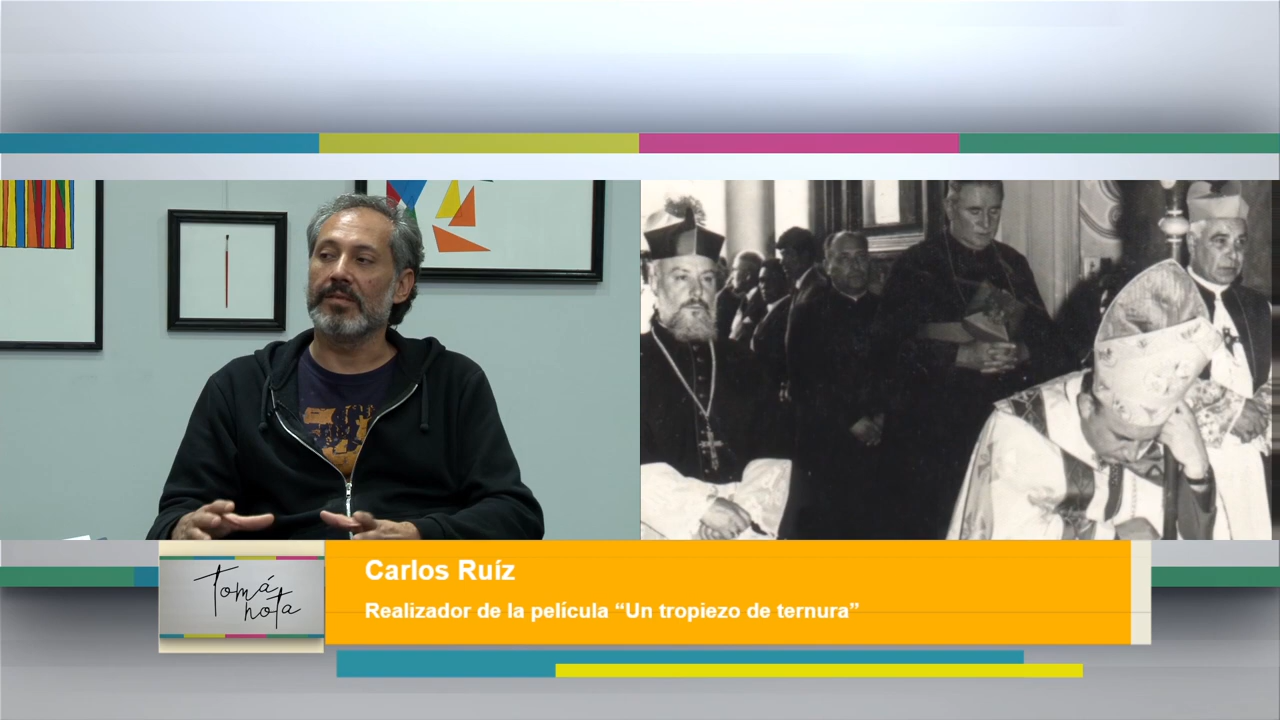 Tomá
nota
Carlos Ruíz
Realizador de la película “Un tropiezo de ternura”